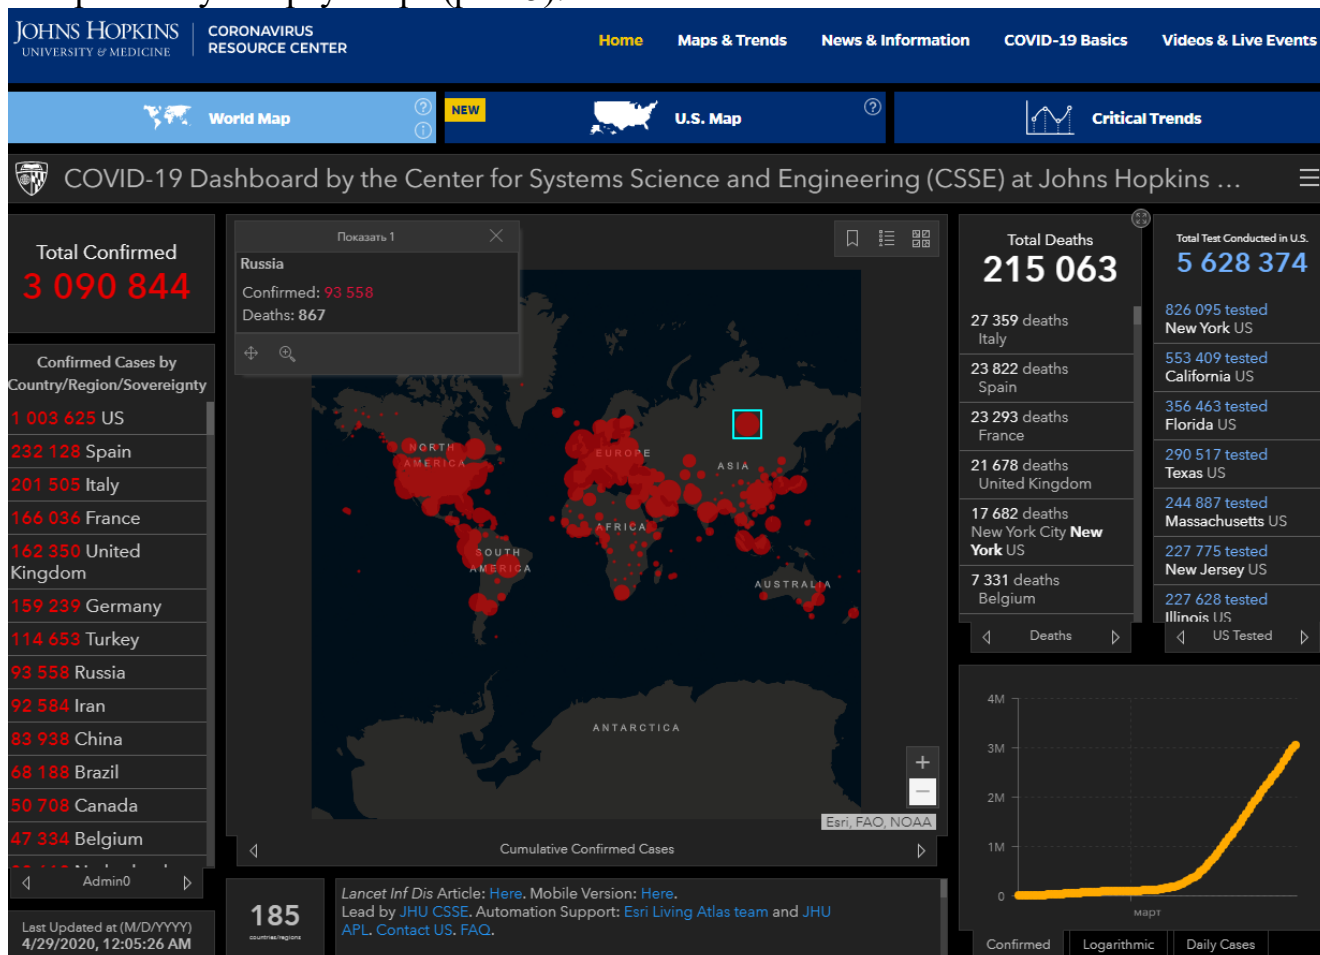 JOHNS HOPKINS
UNIVERSITY & MEDICINE
CORONAVIRUS
RESOURCE CENTER
Home
Maps & Trends
News & Information
COVID-19 Basics
Videos & Live Events
World Map
NEW
U.S. Map
Critical Trends
COVID-19 Dashboard by the Center for Systems Science and Engineering (CSSE) at Johns Hopkins ...
Total Confirmed
3 090 844
Confirmed Cases by
Country/Region/Sovereignty
1 003 625 US
232 128 Spain
201 505 Italy
166 036 France
162 350 United
Kingdom
159 239 Germany
114 653 Turkey
93 558 Russia
92 584 Iran
83 938 China
68 188 Brazil
50 708 Canada
47 334 Belgium
Admin0
Last Updated at (M/D/YYYY)
4/29/2020, 12:05:26 AM
Показать 1
Russia
Confirmed: 93 558
Deaths: 867
NORTH
AMERICA
EUROPE
ASIA
AFRICA
SOUTH
AMERICA
AUSTRALIA
ANTARCTICA
Esri, FAO, NOAA
Cumulative Confirmed Cases
185
countries/regions
Lancet Inf Dis Article: Here. Mobile Version: Here.
Lead by JHU CSSE. Automation Support: Esri Living Atlas team and JHU
APL. Contact US. FAQ.
Total Deaths
215 063
27 359 deaths
Italy
23 822 deaths
Spain
23 293 deaths
France
21 678 deaths
United Kingdom
17 682 deaths
New York City New
York US
7 331 deaths
Belgium
Deaths
Total Test Conducted in U.S.
5 628 374
826 095 tested
New York US
553 409 tested
California US
356 463 tested
Florida US
290 517 tested
Texas US
244 887 tested
Massachusetts US
227 775 tested
New Jersey US
227 628 tested
Illinois US
US Tested
4M
3M
2M
1M
0
март
Confirmed
Logarithmic
Daily Cases